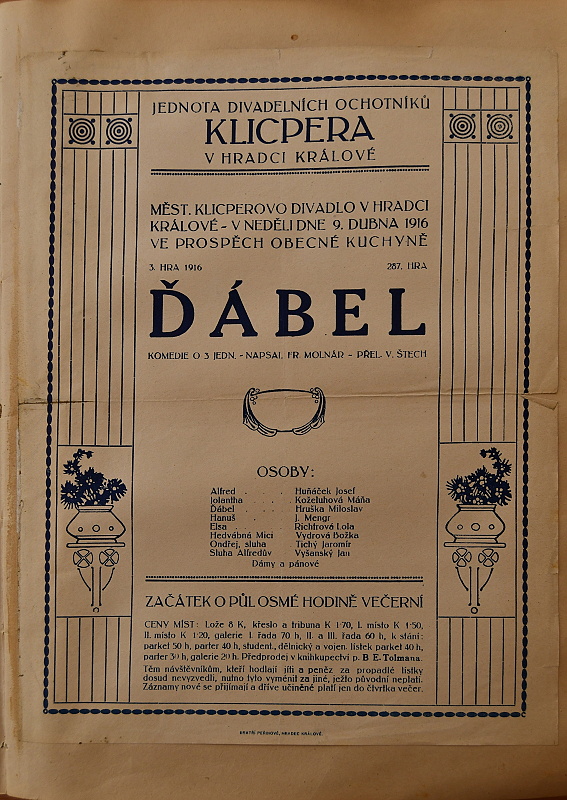 JEDNOTA DIVADELNÍCH OCHOTNÍKŮ
KLICPERA
V HRADCI KRÁLOVÉ
MĚST. KLICPEROVO DIVADLO V HRADCI
KRÁLOVÉ - V NEDĚLI DNE 9. DUBNA 1916
VE PROSPĚCH OBECNÉ KUCHYNĚ
3. HRA 1916 287. HRA
ĎÁBEL
KOMEDIE O 3 JEDN. - NAPSAL FR. MOLNÁR - PŘEL. V. ŠTECH
OSOBY:
Alfred . . . . . Huňáček Josef
Jolantha . . . . Koželuhová Máňa
Ďábel . . . . . Hruška Miloslav
Hanuš . . . . . J. Mengr
Elsa . . . . . Richtrová Lola
Hedvábná Mici Vydrová Božka
Ondřej, sluha Tichý Jaromír
Sluha Alfredův Vyšanský Jan
Dámy a pánové
ZAČÁTEK O PŮL OSMÉ HODINĚ VEČERNÍ
CENY MÍST: Lože 8 K, křeslo a tribuna K 1·70, I. místo K 1·50,
II. místo K 1·20, galerie I. řada 70 h, II. a III. řada 60 h, k stání:
parket 50 h, parter 40 h, student., dělnický a vojen. lístek parket 40 h,
parter 30 h, galerie 20 h. Předprodej v knihkupectví p. B E. Tolmana.
Těm návštěvníkům, kteří hodlají jíti a peněz za propadlé lístky
dosud nevyzvedli, nutno tyto vyměnit za jiné, ježto původní neplatí.
Záznamy nové se přijímají a dříve učiněné platí jen do čtvrtka večer.
BRATŘI PEŘINOVÉ, HRADEC KRÁLOVÉ.